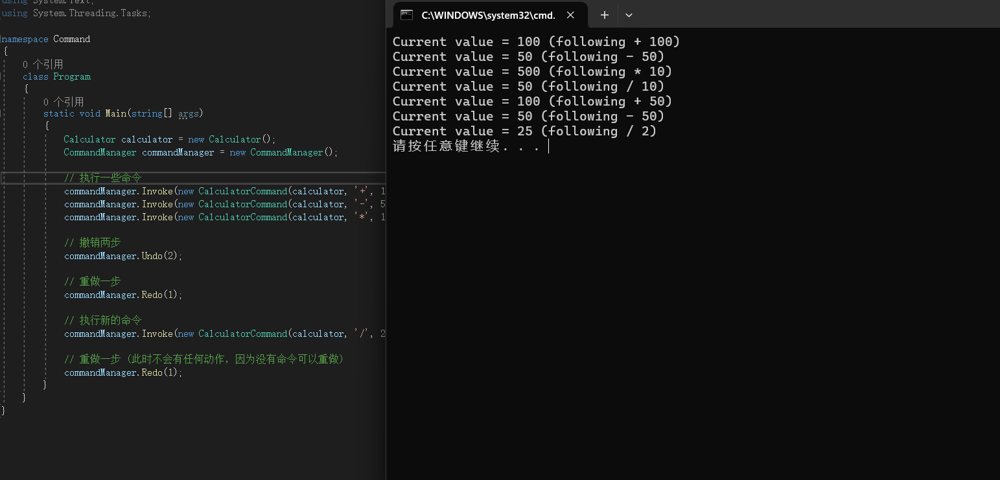 using System.Text;
using System.Threading.Tasks;
namespace Command
{
0 个引用
class Program
{
0 个引用
static void Main(string[] args)
{
Calculator calculator = new Calculator();
CommandManager commandManager = new CommandManager();
// 执行一些命令
commandManager.Invoke(new CalculatorCommand(calculator, '+', 1
commandManager.Invoke(new CalculatorCommand(calculator, '-', 5
commandManager.Invoke(new CalculatorCommand(calculator, '*', 1
// 撤销两步
commandManager.Undo(2);
// 重做一步
commandManager.Redo(1);
// 执行新的命令
commandManager.Invoke(new CalculatorCommand(calculator, '/', 2
// 重做一步（此时不会有任何动作，因为没有命令可以重做）
commandManager.Redo(1);
}
}
}
C:\WINDOWS\system32\cmd.
Current value = 100 (following + 100)
Current value = 50 (following - 50)
Current value = 500 (following * 10)
Current value = 50 (following / 10)
Current value = 100 (following + 50)
Current value = 50 (following - 50)
Current value = 25 (following / 2)
请按任意键继续. . .